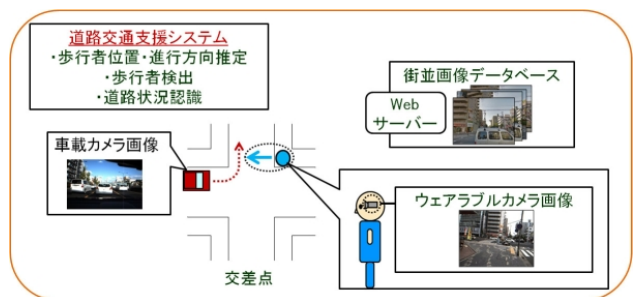 道路交通支援システム
・歩行者位置・進行方向推定
・歩行者検出
・道路状況認識
街並画像データベース
Web
サーバー
車載カメラ画像
ウェアラブルカメラ画像
交差点